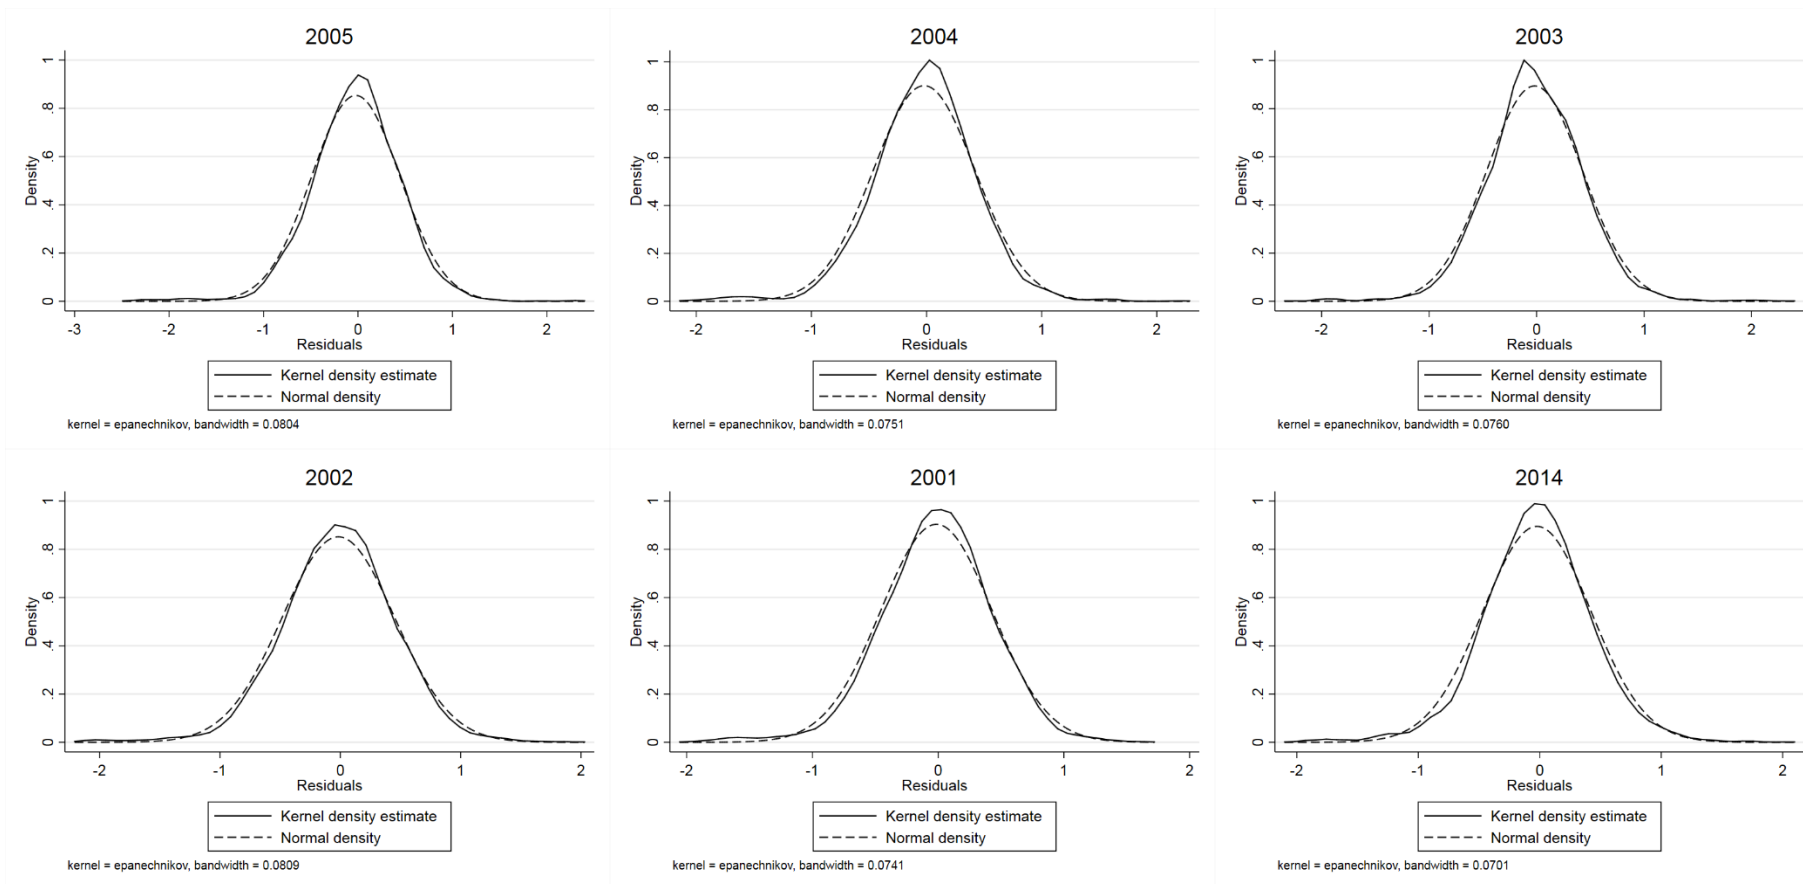 2005
Density
0 .2 .4 .6 .8 1
-3 -2 -1 0 1 2
Residuals
Kernel density estimate
Normal density
kernel = epanechnikov, bandwidth = 0.0804
2004
Density
0 .2 .4 .6 .8 1
-2 -1 0 1 2
Residuals
Kernel density estimate
Normal density
kernel = epanechnikov, bandwidth = 0.0751
2003
Density
0 .2 .4 .6 .8 1
-2 -1 0 1 2
Residuals
Kernel density estimate
Normal density
kernel = epanechnikov, bandwidth = 0.0760
2002
Density
0 .2 .4 .6 .8 1
-2 -1 0 1 2
Residuals
Kernel density estimate
Normal density
kernel = epanechnikov, bandwidth = 0.0809
2001
Density
0 .2 .4 .6 .8 1
-2 -1 0 1 2
Residuals
Kernel density estimate
Normal density
kernel = epanechnikov, bandwidth = 0.0741
2014
Density
0 .2 .4 .6 .8 1
-2 -1 0 1 2
Residuals
Kernel density estimate
Normal density
kernel = epanechnikov, bandwidth = 0.0701